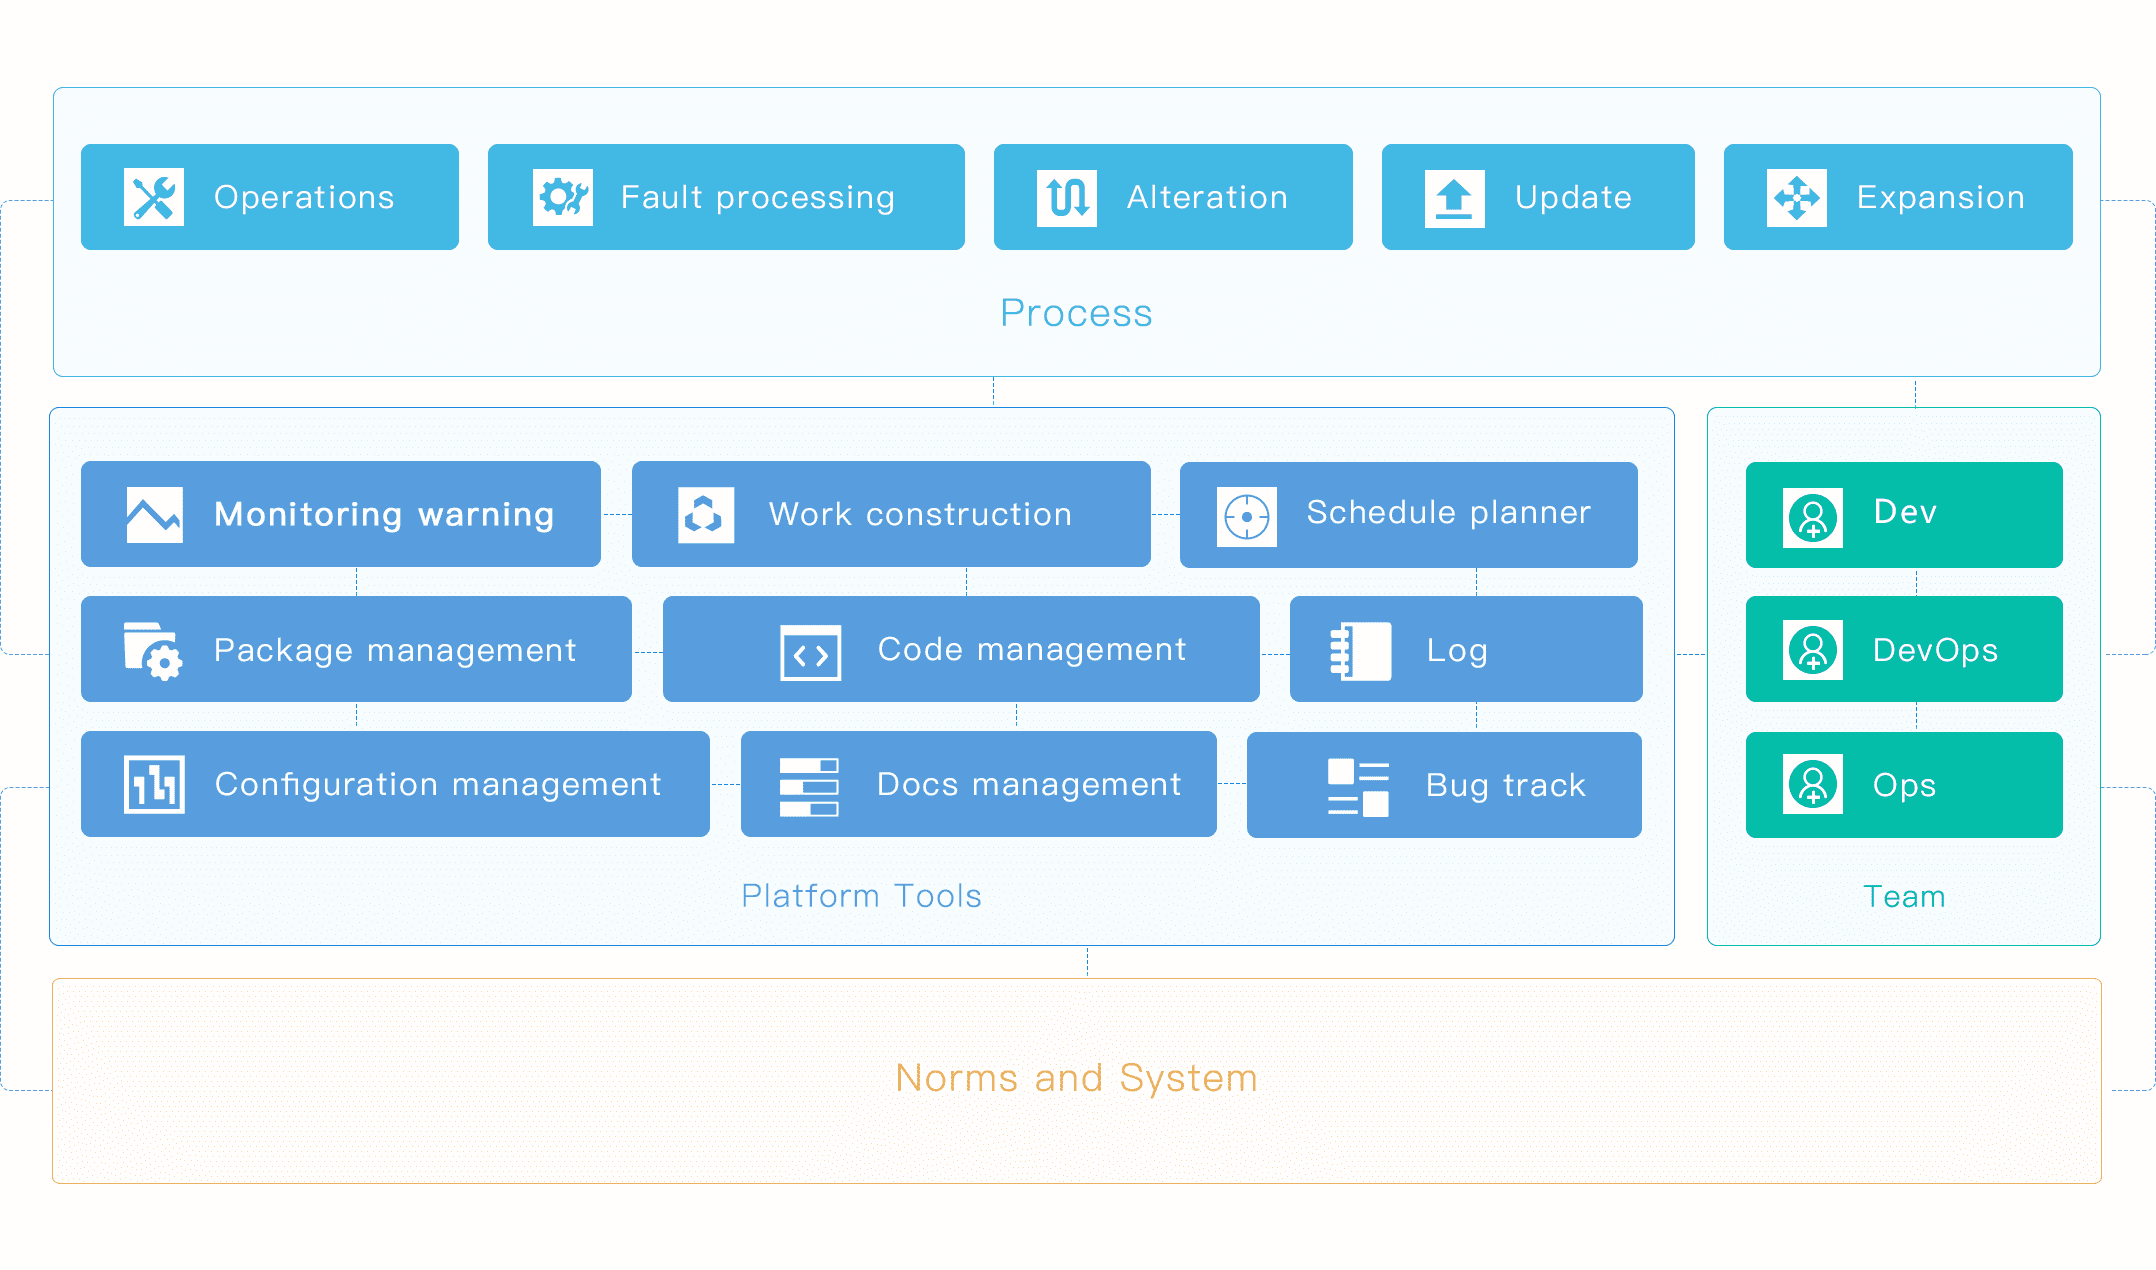 Operations
Fault processing
Alteration
Update
Expansion
Process
Monitoring warning
Work construction
Schedule planner
Package management
Code management
Log
Configuration management
Docs management
Bug track
Platform Tools
Dev
DevOps
Ops
Team
Norms and System